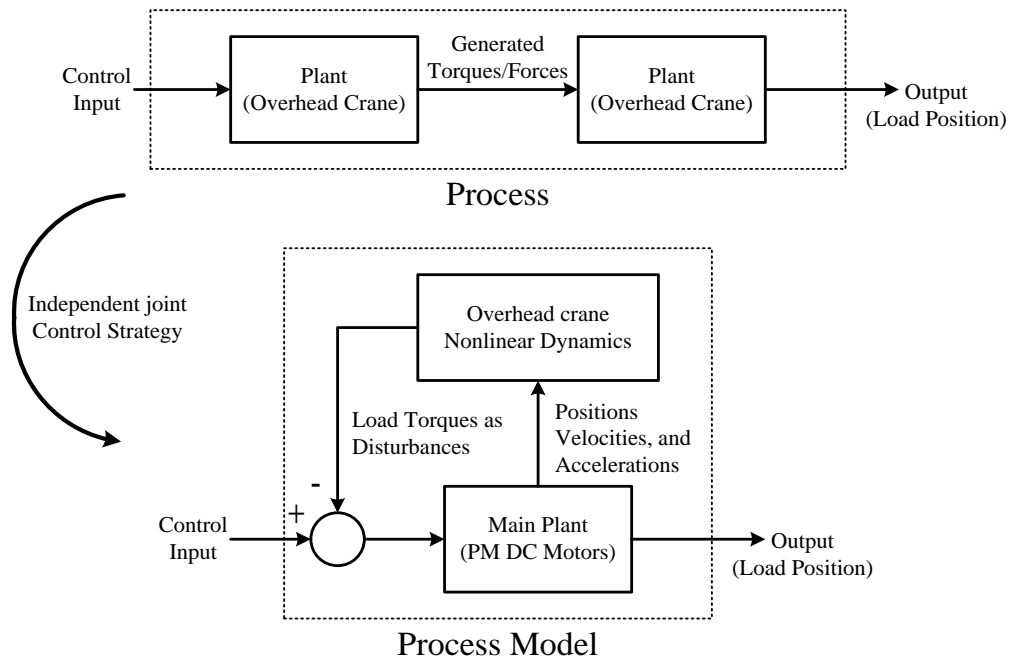 Control
Input
Plant
(Overhead Crane)
Generated
Torques/Forces
Plant
(Overhead Crane)
Output
(Load Position)
Process
Independent joint
Control Strategy
Overhead crane
Nonlinear Dynamics
Load Torques as
Disturbances
Positions
Velocities, and
Accelerations
-
+
Control
Input
Main Plant
(PM DC Motors)
Output
(Load Position)
Process Model